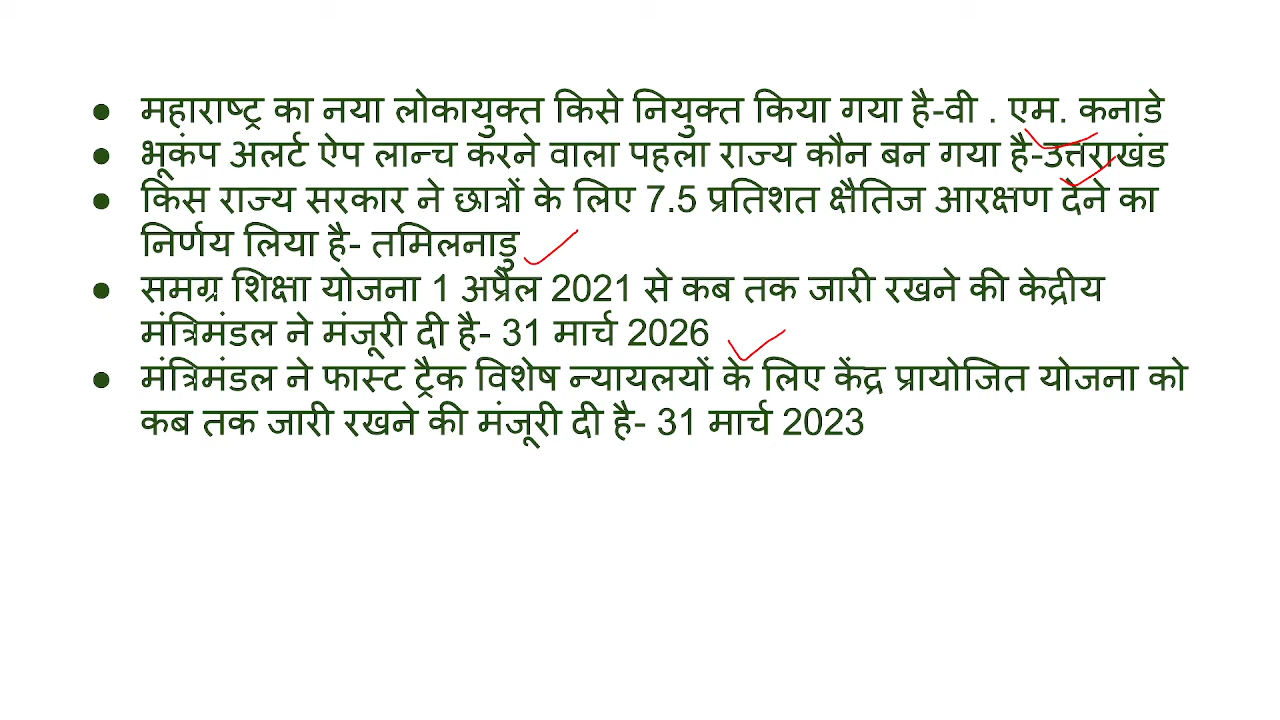 ● महाराष्ट्र का नया लोकायुक्त किसे नियुक्त किया गया है-वी . एम. कनाडे
● भूकंप अलर्ट ऐप लान्च करने वाला पहला राज्य कौन बन गया है-उत्तराखंड
● किस राज्य सरकार ने छात्रों के लिए 7.5 प्रतिशत क्षैतिज आरक्षण देने का
निर्णय लिया है- तमिलनाडु
● समग्र शिक्षा योजना 1 अप्रैल 2021 से कब तक जारी रखने की केद्रीय
मंत्रिमंडल ने मंजूरी दी है- 31 मार्च 2026
● मंत्रिमंडल ने फास्ट ट्रैक विशेष न्यायलयों के लिए केंद्र प्रायोजित योजना को
कब तक जारी रखने की मंजूरी दी है- 31 मार्च 2023